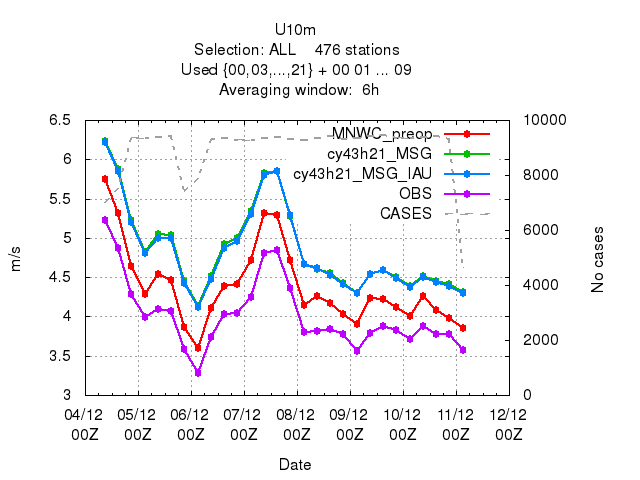 U10m
Selection: ALL 476 stations
Used {00,03,...,21} + 00 01 ... 09
Averaging window: 6h
MNWC_preop
cy43h21_MSG
cy43h21_MSG_IAU
OBS
CASES
6.5
6
5.5
5
4.5
4
3.5
3
m/s
10000
8000
6000
4000
2000
0
No cases
04/12 05/12 06/12 07/12 08/12 09/12 10/12 11/12 12/12
00Z 00Z 00Z 00Z 00Z 00Z 00Z 00Z 00Z
Date